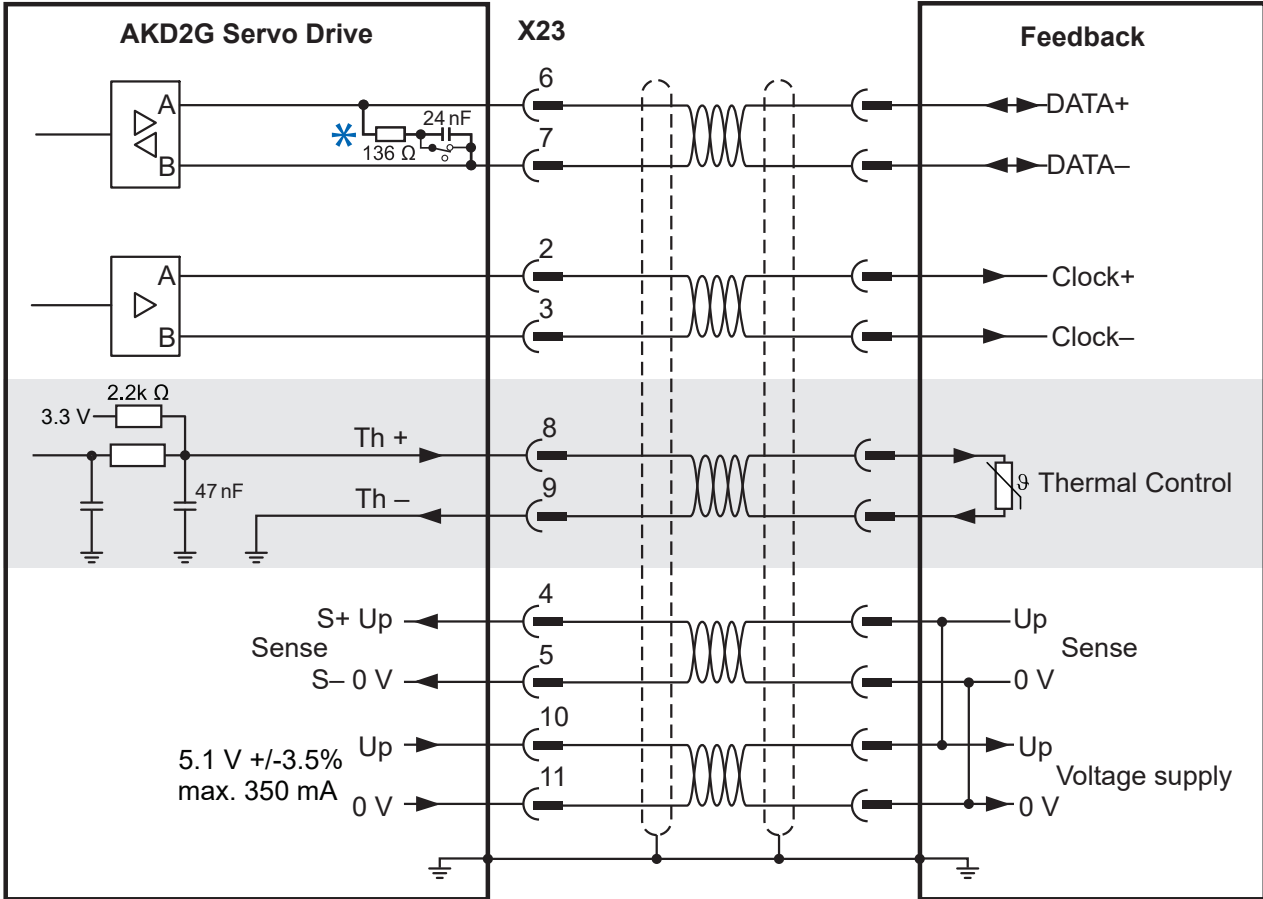 AKD2G Servo Drive
X23
Feedback
A
B
*
136 Ω
24 nF
6
7
DATA+
DATA–
A
B
2
3
Clock+
Clock–
2.2k Ω
3.3 V
47 nF
Th +
Th –
8
9
ϑ Thermal Control
S+ Up
Sense
S– 0 V
4
5
Up
Sense
0 V
5.1 V +/-3.5%
max. 350 mA
Up
0 V
10
11
Up
Voltage supply
0 V